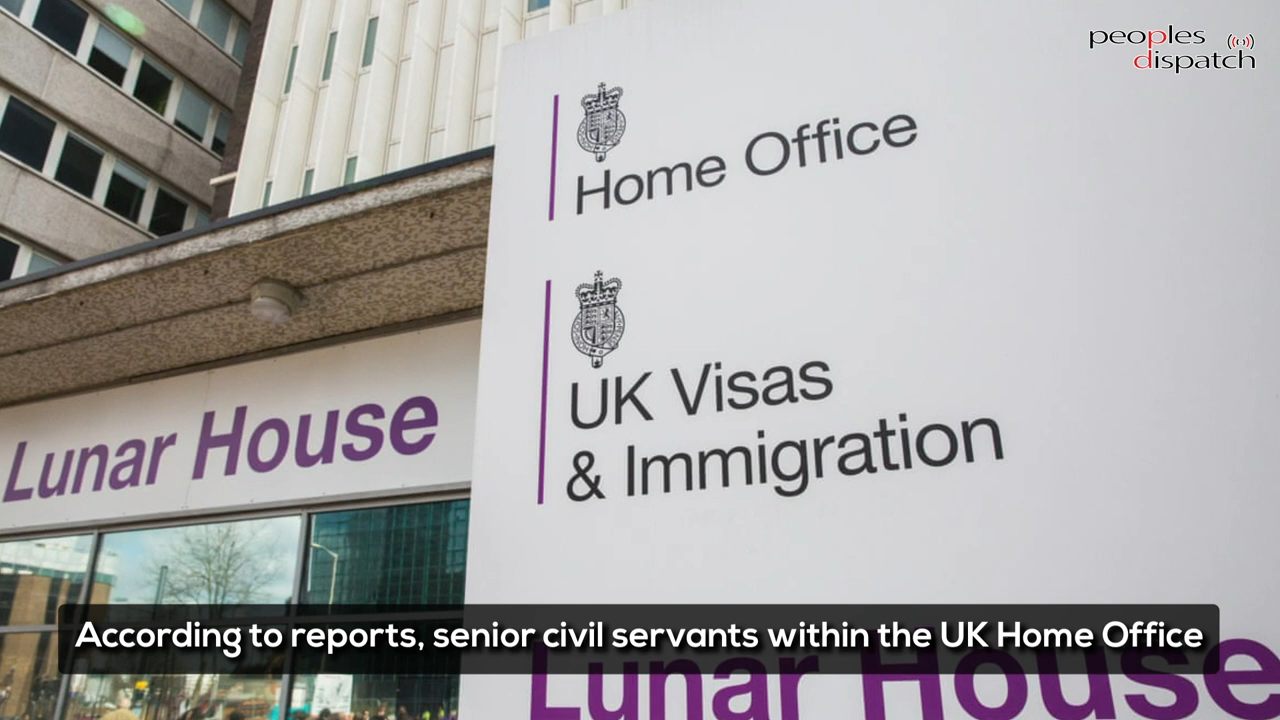 peoples
dispatch
Home Office
UK Visas
& Immigration
Lunar House
According to reports, senior civil servants within the UK Home Office
Lunar House